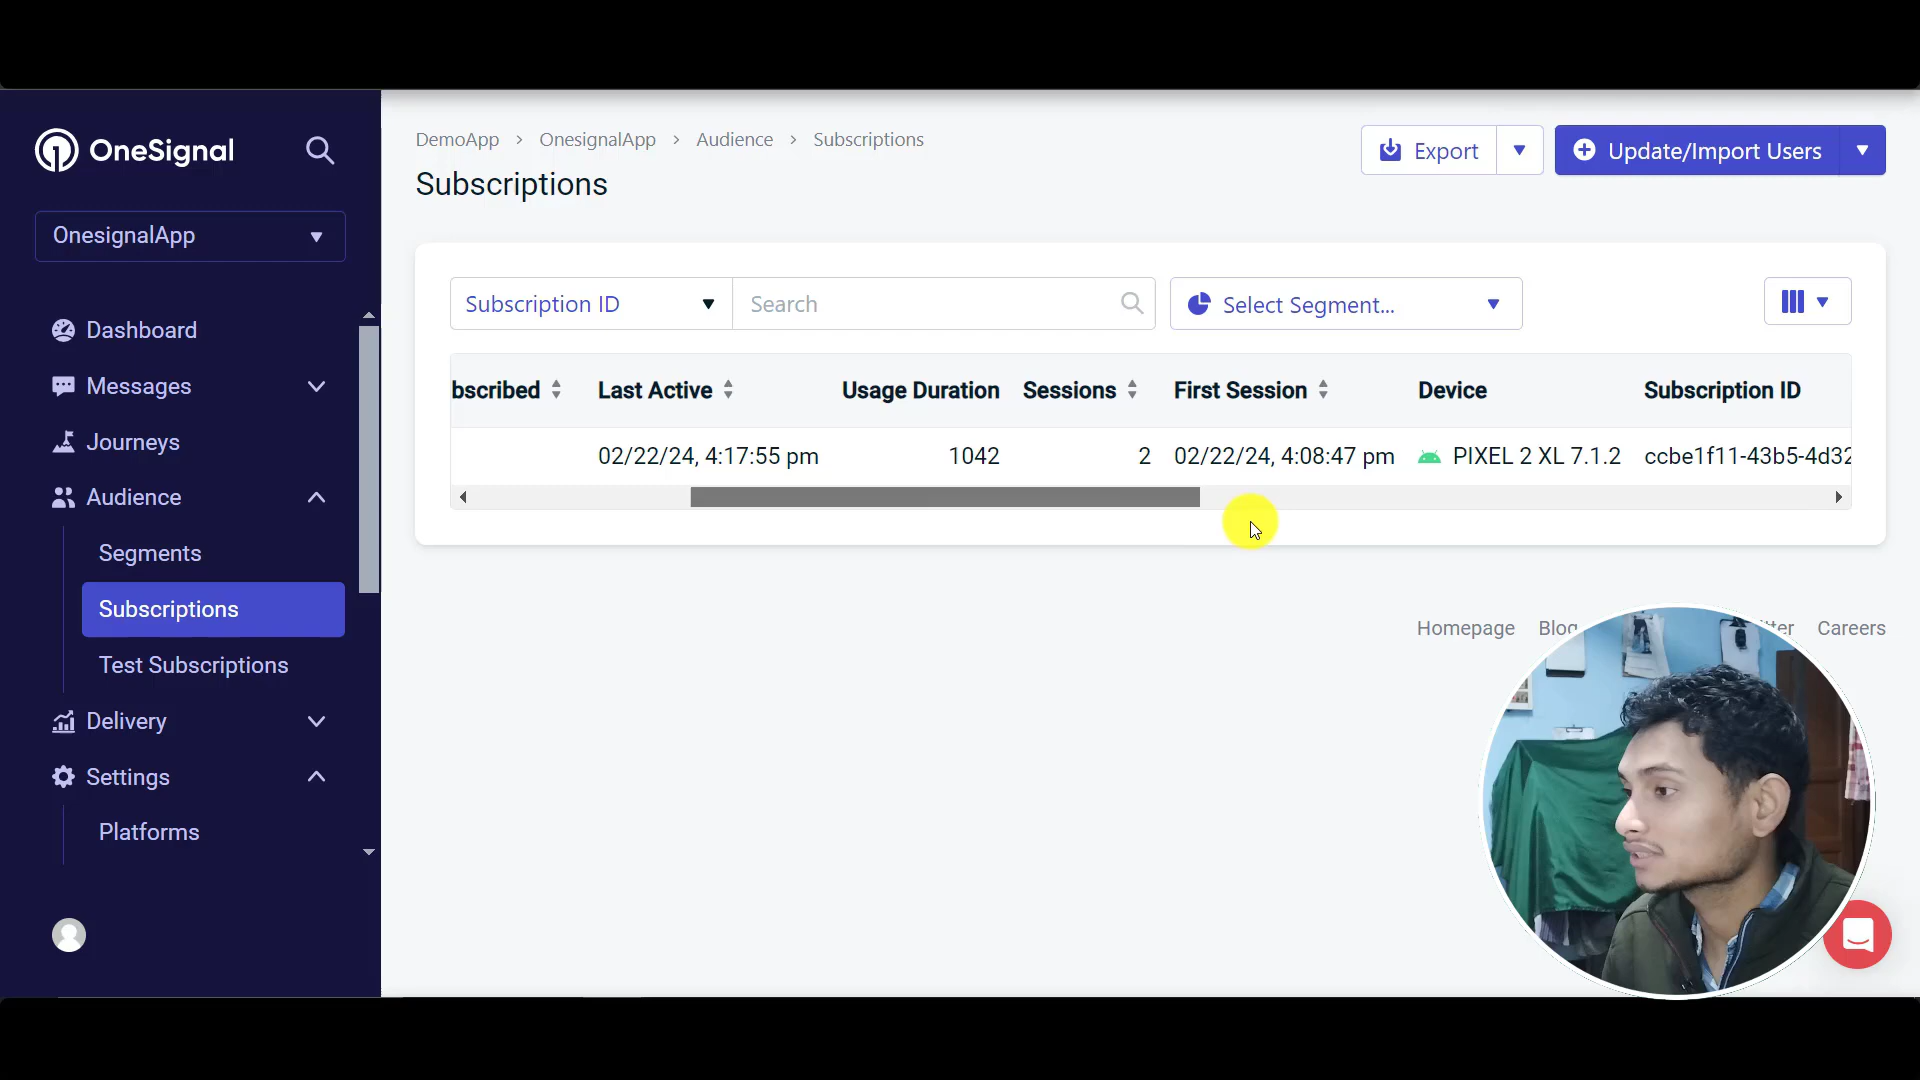 OneSignal
OnesignalApp
Dashboard
Messages
Journeys
Audience
Segments
Subscriptions
Test Subscriptions
Delivery
Settings
Platforms
DemoApp > OnesignalApp > Audience > Subscriptions
Subscriptions
Export
Update/Import Users
Subscription ID
Search
Select Segment...
bscribed Last Active Usage Duration Sessions First Session Device Subscription ID
02/22/24, 4:17:55 pm 1042 2 02/22/24, 4:08:47 pm PIXEL 2 XL 7.1.2 ccbe1f11-43b5-4d32
Homepage Blog Careers